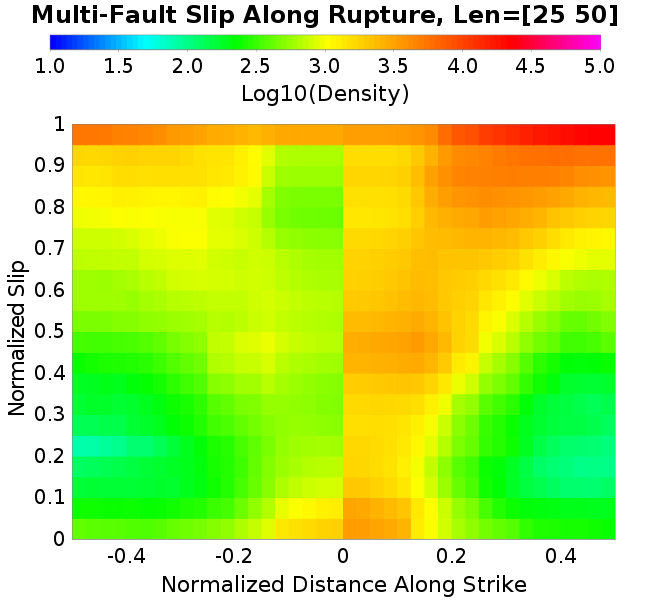 Multi-Fault Slip Along Rupture, Len=[25 50]
1.0 1.5 2.0 2.5 3.0 3.5 4.0 4.5 5.0
Log10(Density)
1
0.9
0.8
0.7
0.6
0.5
0.4
0.3
0.2
0.1
0
Normalized Slip
-0.4 -0.2 0 0.2 0.4
Normalized Distance Along Strike